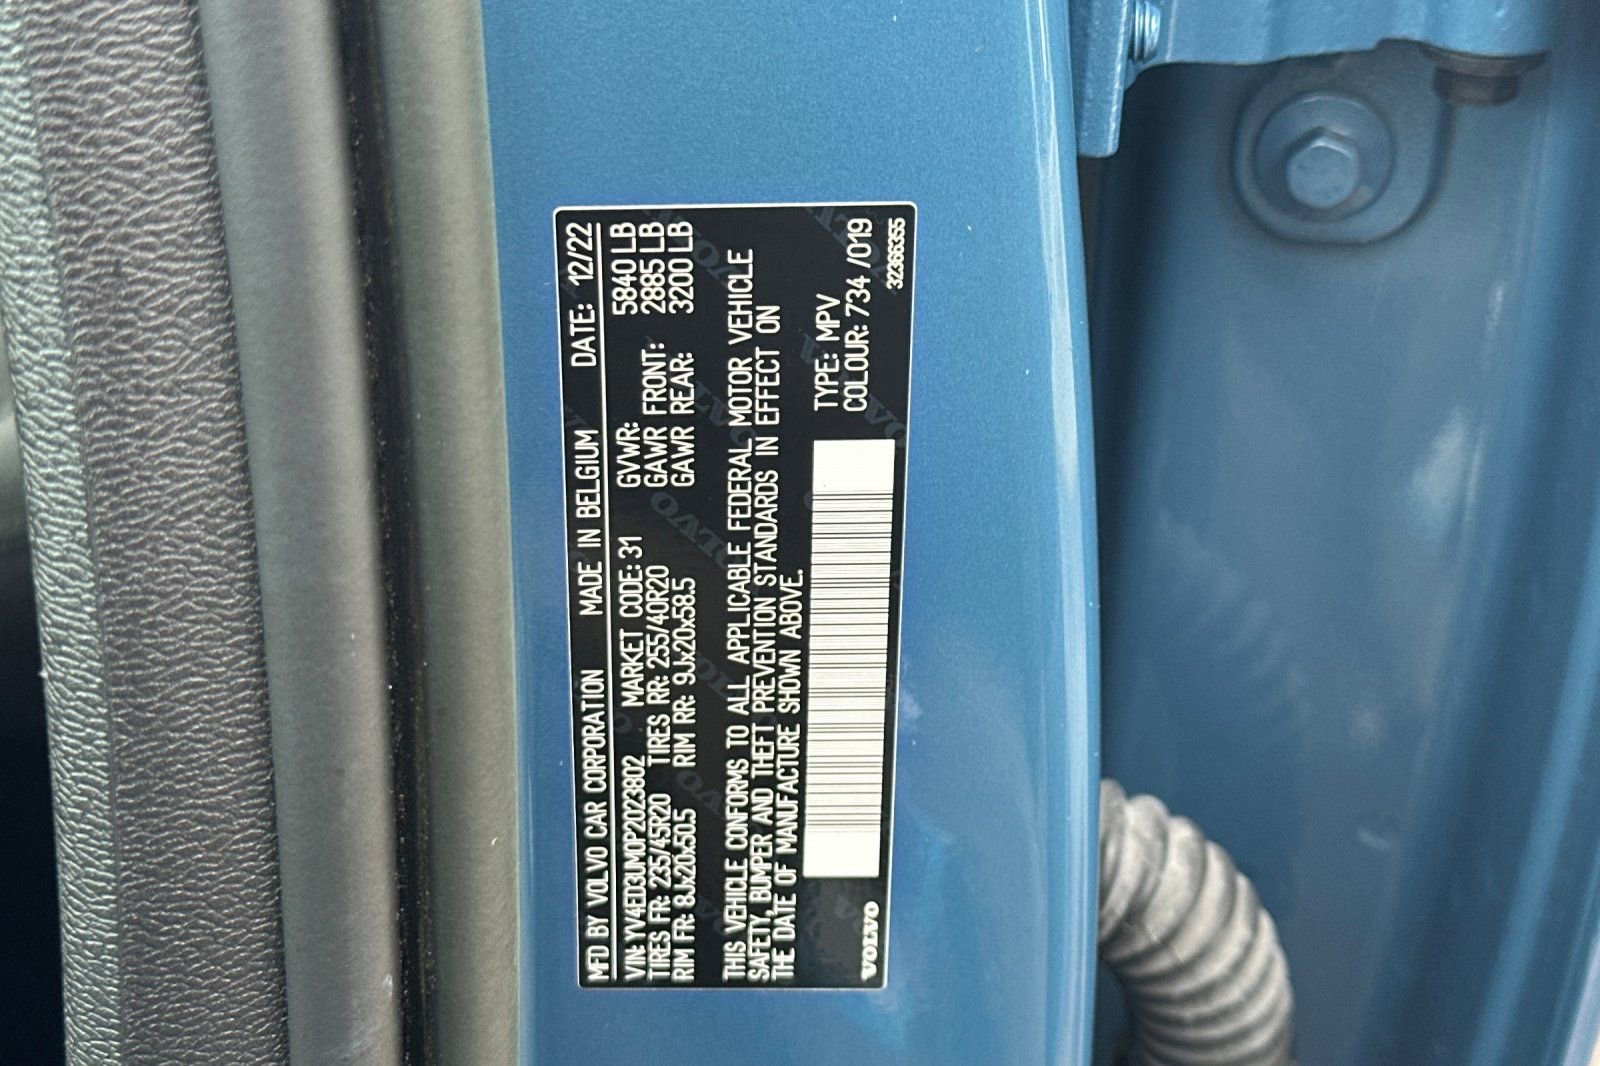 MFD BY VOLVO CAR CORPORATION MADE IN BELGIUM DATE: 12/22
VIN: YV4ED3UM0P2023802 MARKET CODE: 31 GVWR: 5840 LB
TIRES FR: 235/45R20 TIRES RR: 255/40R20 GAWR FRONT: 2885 LB
RIM FR: 8Jx20x50.5 RIM RR: 9Jx20x58.5 GAWR REAR: 3200 LB
THIS VEHICLE CONFORMS TO ALL APPLICABLE FEDERAL MOTOR VEHICLE
SAFETY, BUMPER AND THEFT PREVENTION STANDARDS IN EFFECT ON
THE DATE OF MANUFACTURE SHOWN ABOVE.
TYPE: MPV
COLOUR: 734 /019
VOLVO
32366355